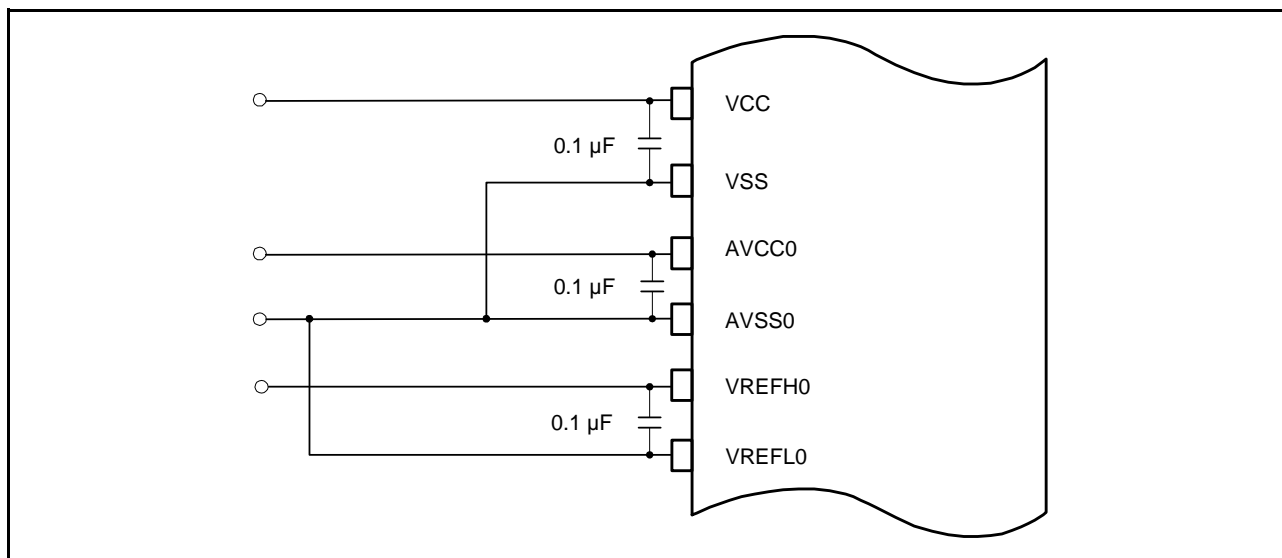 VCC
0.1 µF
VSS
AVCC0
0.1 µF
AVSS0
VREFH0
0.1 µF
VREFL0